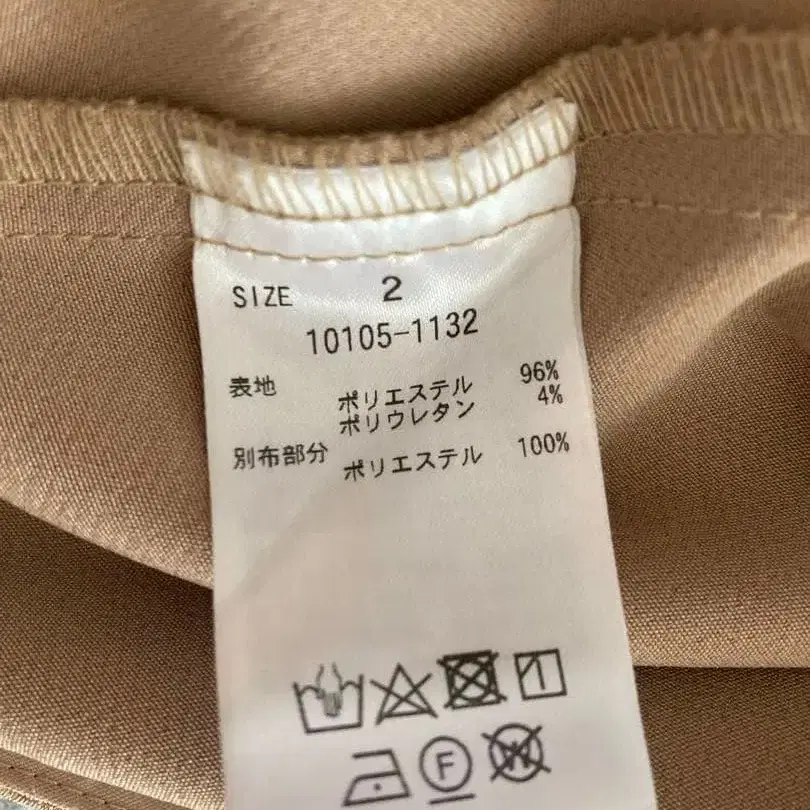 SIZE 2
10105-1132
表地 ポリエステル 96%
ポリウレタン 4%
別布部分 ポリエステル 100%
F
W